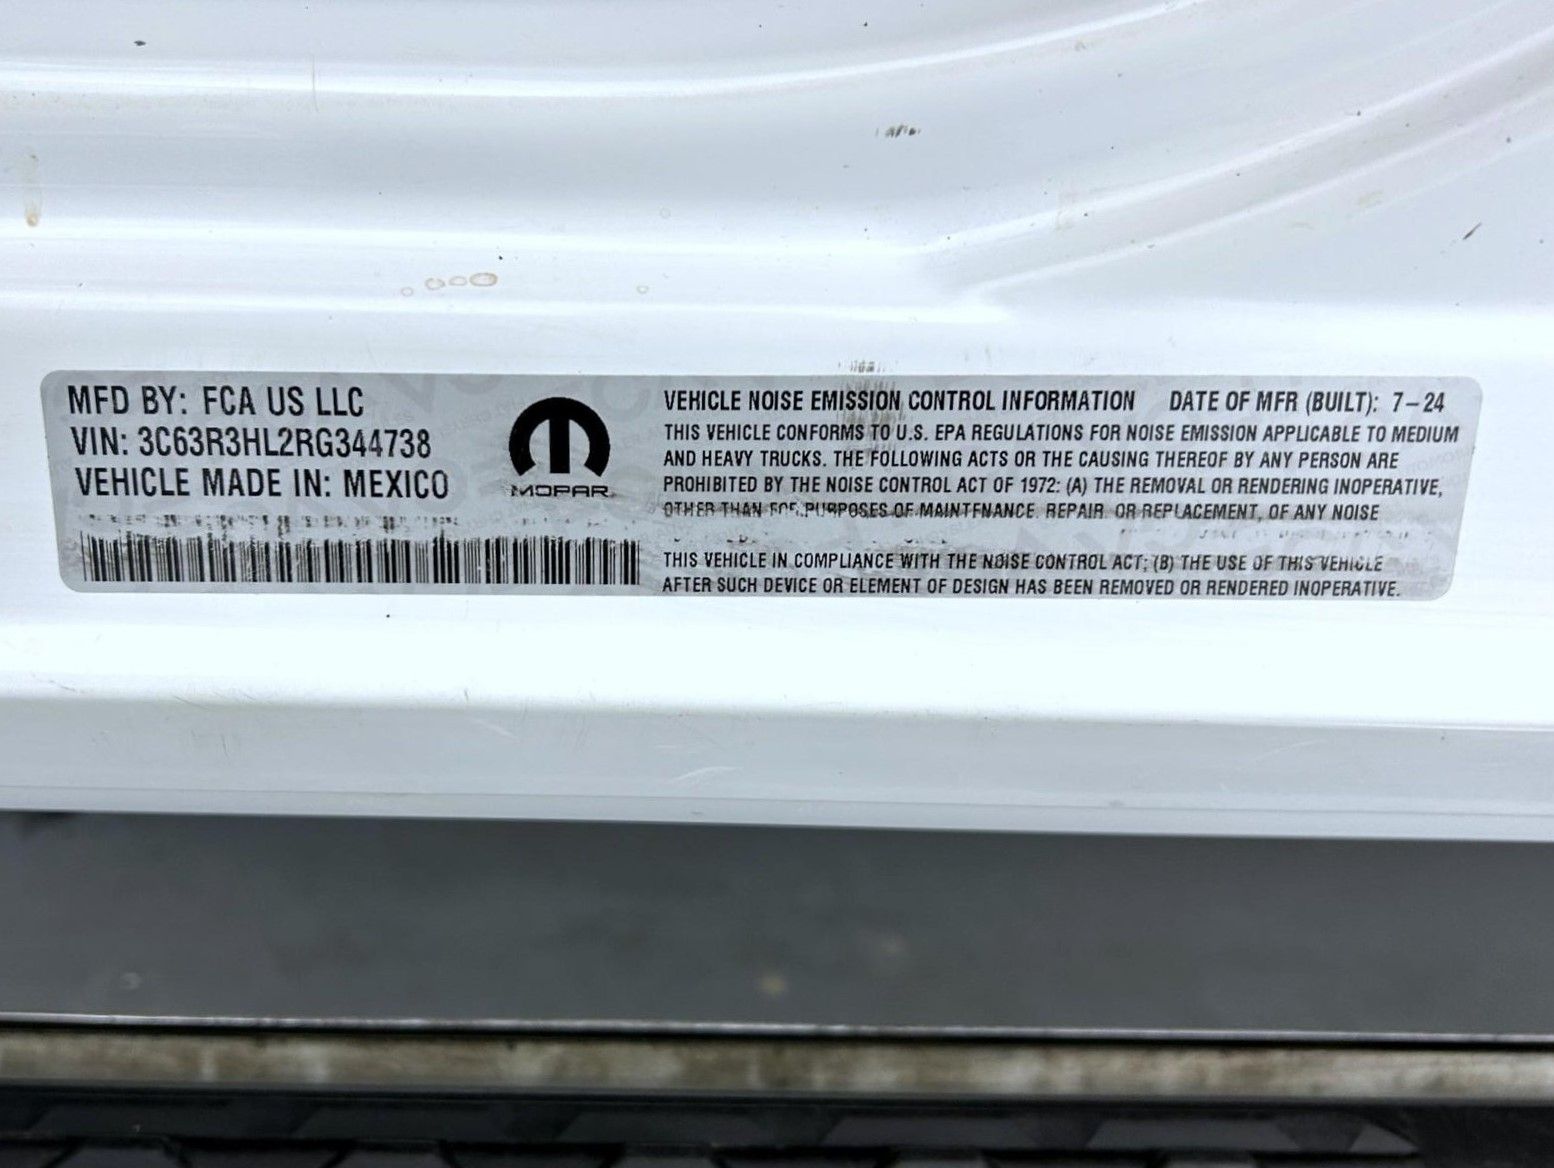 MFD BY: FCA US LLC
VIN: 3C63R3HL2RG344738
VEHICLE MADE IN: MEXICO
MOPAR
VEHICLE NOISE EMISSION CONTROL INFORMATION DATE OF MFR (BUILT): 7-24
THIS VEHICLE CONFORMS TO U.S. EPA REGULATIONS FOR NOISE EMISSION APPLICABLE TO MEDIUM
AND HEAVY TRUCKS. THE FOLLOWING ACTS OR THE CAUSING THEREOF BY ANY PERSON ARE
PROHIBITED BY THE NOISE CONTROL ACT OF 1972: (A) THE REMOVAL OR RENDERING INOPERATIVE,
OTHER THAN FOR PURPOSES OF MAINTENANCE, REPAIR, OR REPLACEMENT, OF ANY NOISE
THIS VEHICLE IN COMPLIANCE WITH THE NOISE CONTROL ACT; (B) THE USE OF THIS VEHICLE
AFTER SUCH DEVICE OR ELEMENT OF DESIGN HAS BEEN REMOVED OR RENDERED INOPERATIVE.